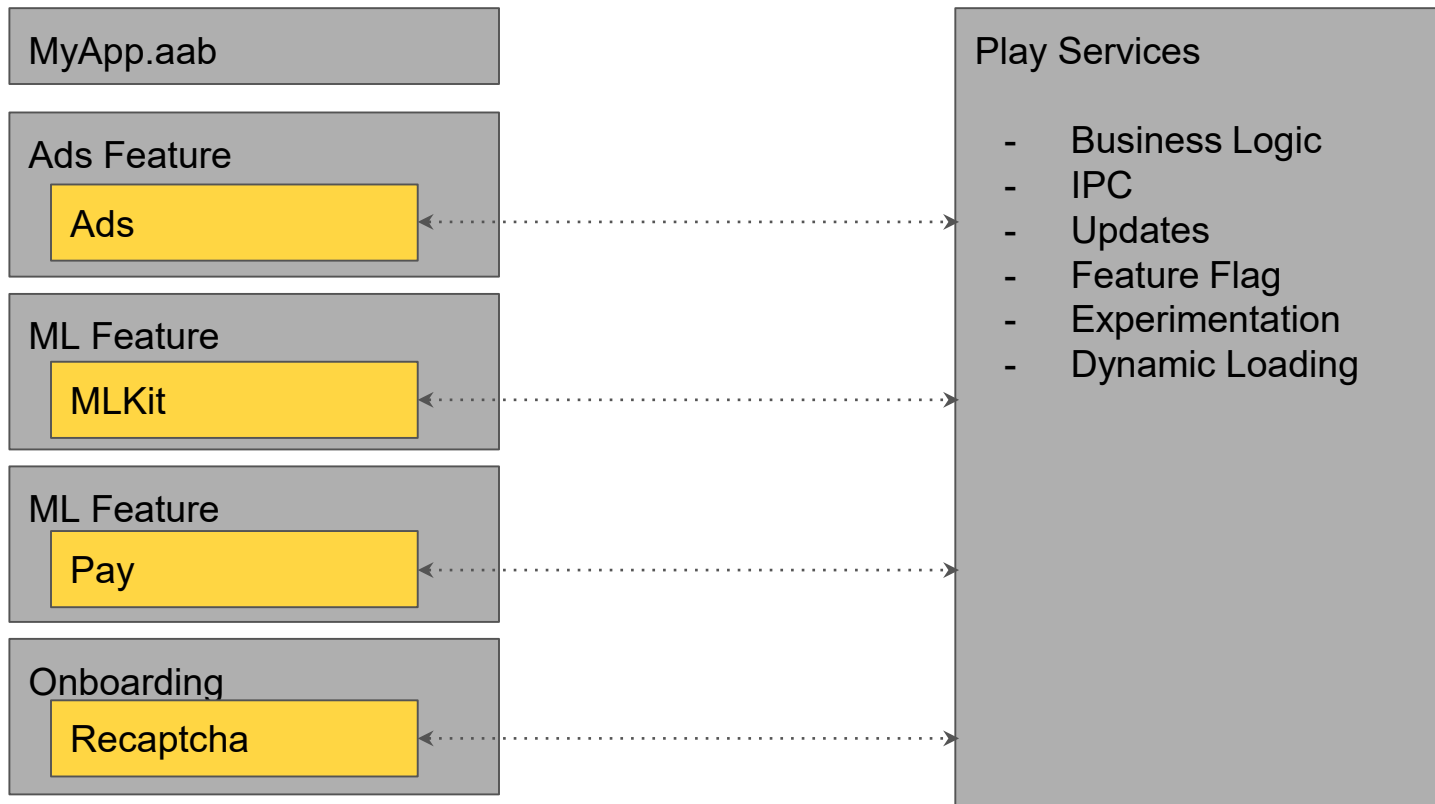 MyApp.aab
Ads Feature
Ads
ML Feature
MLKit
ML Feature
Pay
Onboarding
Recaptcha
Play Services
- Business Logic
- IPC
- Updates
- Feature Flag
- Experimentation
- Dynamic Loading